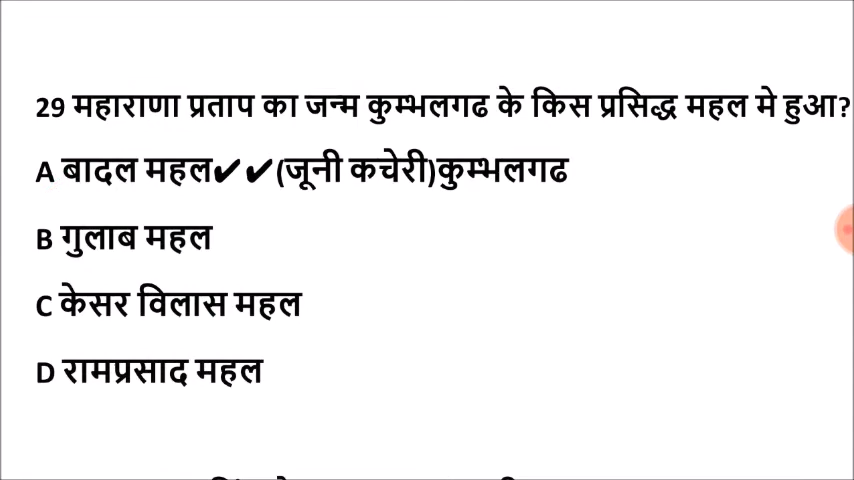 29 महाराणा प्रताप का जन्म कुम्भलगढ के किस प्रसिद्ध महल मे हुआ?
A बादल महल✔✔(जूनी कचेरी)कुम्भलगढ
B गुलाब महल
C केसर विलास महल
D रामप्रसाद महल